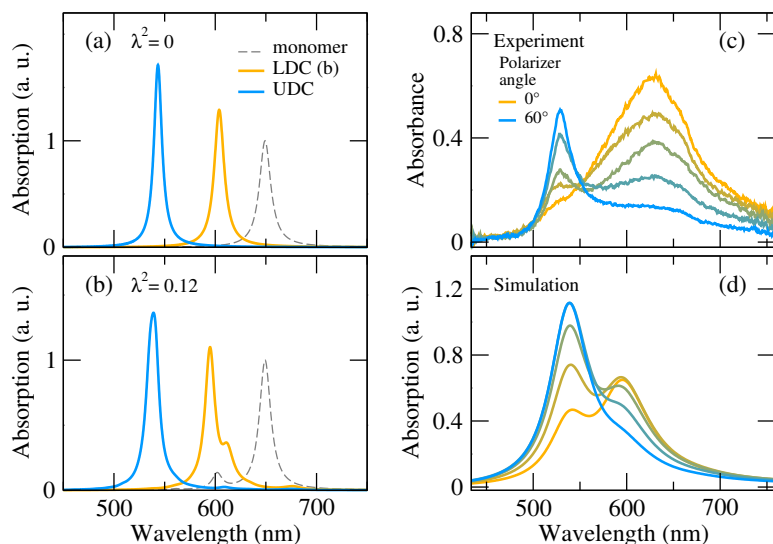 (a) λ²= 0
monomer
LDC (b)
UDC
Absorption (a. u.)
1
0
(b) λ²= 0.12
Absorption (a. u.)
1
0
500 600 700
Wavelength (nm)
Experiment (c)
Polarizer
angle
0°
60°
Absorbance
0.8
0.4
0
Simulation (d)
Absorption (a. u.)
1.2
0.8
0.4
0
500 600 700
Wavelength (nm)